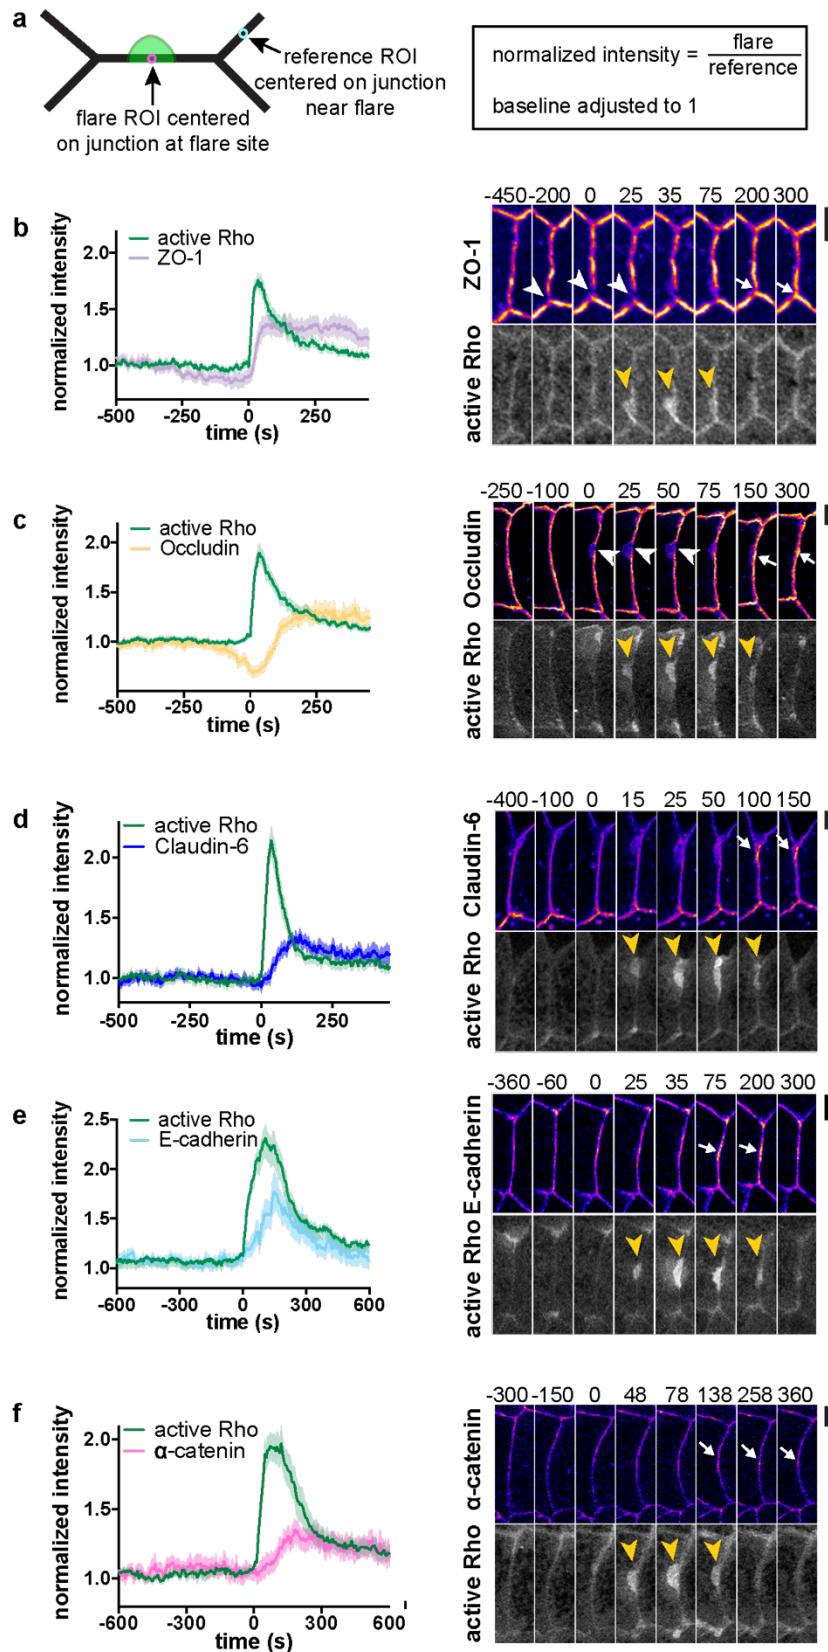 a
reference ROI
centered on junction
near flare
flare ROI centered
on junction at flare site
normalized intensity = flare
reference
baseline adjusted to 1
b
normalized intensity
active Rho
ZO-1
2.0
1.5
1.0
-500 -250 0 250
time (s)
-450 -200 0 25 35 75 200 300
ZO-1
active Rho
c
normalized intensity
active Rho
Occludin
2.0
1.5
1.0
-500 -250 0 250
time (s)
-250 -100 0 25 50 75 150 300
Occludin
active Rho
d
normalized intensity
active Rho
Claudin-6
2.0
1.5
1.0
-500 -250 0 250
time (s)
-400 -100 0 15 25 50 100 150
Claudin-6
active Rho
e
normalized intensity
active Rho
E-cadherin
2.5
2.0
1.5
1.0
-600 -300 0 300 600
time (s)
-360 -60 0 25 35 75 200 300
E-cadherin
active Rho
f
normalized intensity
active Rho
α-catenin
2.0
1.5
1.0
-600 -300 0 300 600
time (s)
-300 -150 0 48 78 138 258 360
α-catenin
active Rho